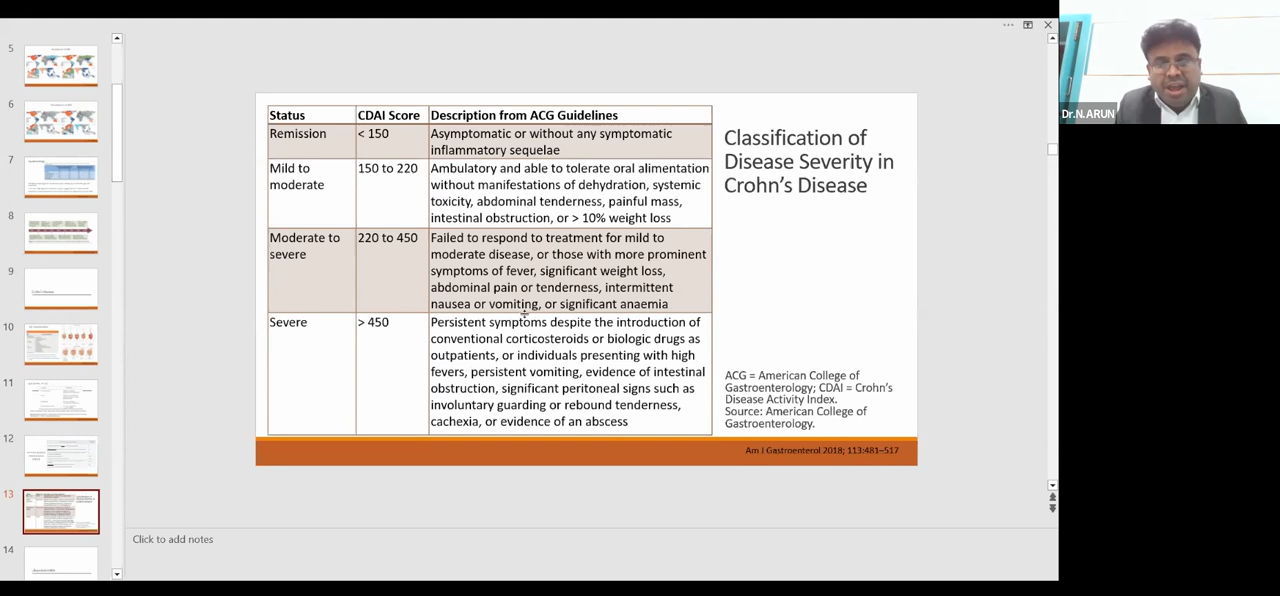 5
6
7
8
9
10
11
12
13
14
Status CDAI Score Description from ACG Guidelines
Remission < 150 Asymptomatic or without any symptomatic
inflammatory sequelae
Mild to 150 to 220 Ambulatory and able to tolerate oral alimentation
moderate without manifestations of dehydration, systemic
toxicity, abdominal tenderness, painful mass,
intestinal obstruction, or > 10% weight loss
Moderate to 220 to 450 Failed to respond to treatment for mild to
severe moderate disease, or those with more prominent
symptoms of fever, significant weight loss,
abdominal pain or tenderness, intermittent
nausea or vomiting, or significant anaemia
Severe > 450 Persistent symptoms despite the introduction of
conventional corticosteroids or biologic drugs as
outpatients, or individuals presenting with high
fevers, persistent vomiting, evidence of intestinal
obstruction, significant peritoneal signs such as
involuntary guarding or rebound tenderness,
cachexia, or evidence of an abscess
Classification of
Disease Severity in
Crohn's Disease
ACG = American College of
Gastroenterology; CDAI = Crohn's
Disease Activity Index.
Source: American College of
Gastroenterology.
Am J Gastroenterol 2018; 113:481–517
Click to add notes
Dr.N.ARUN